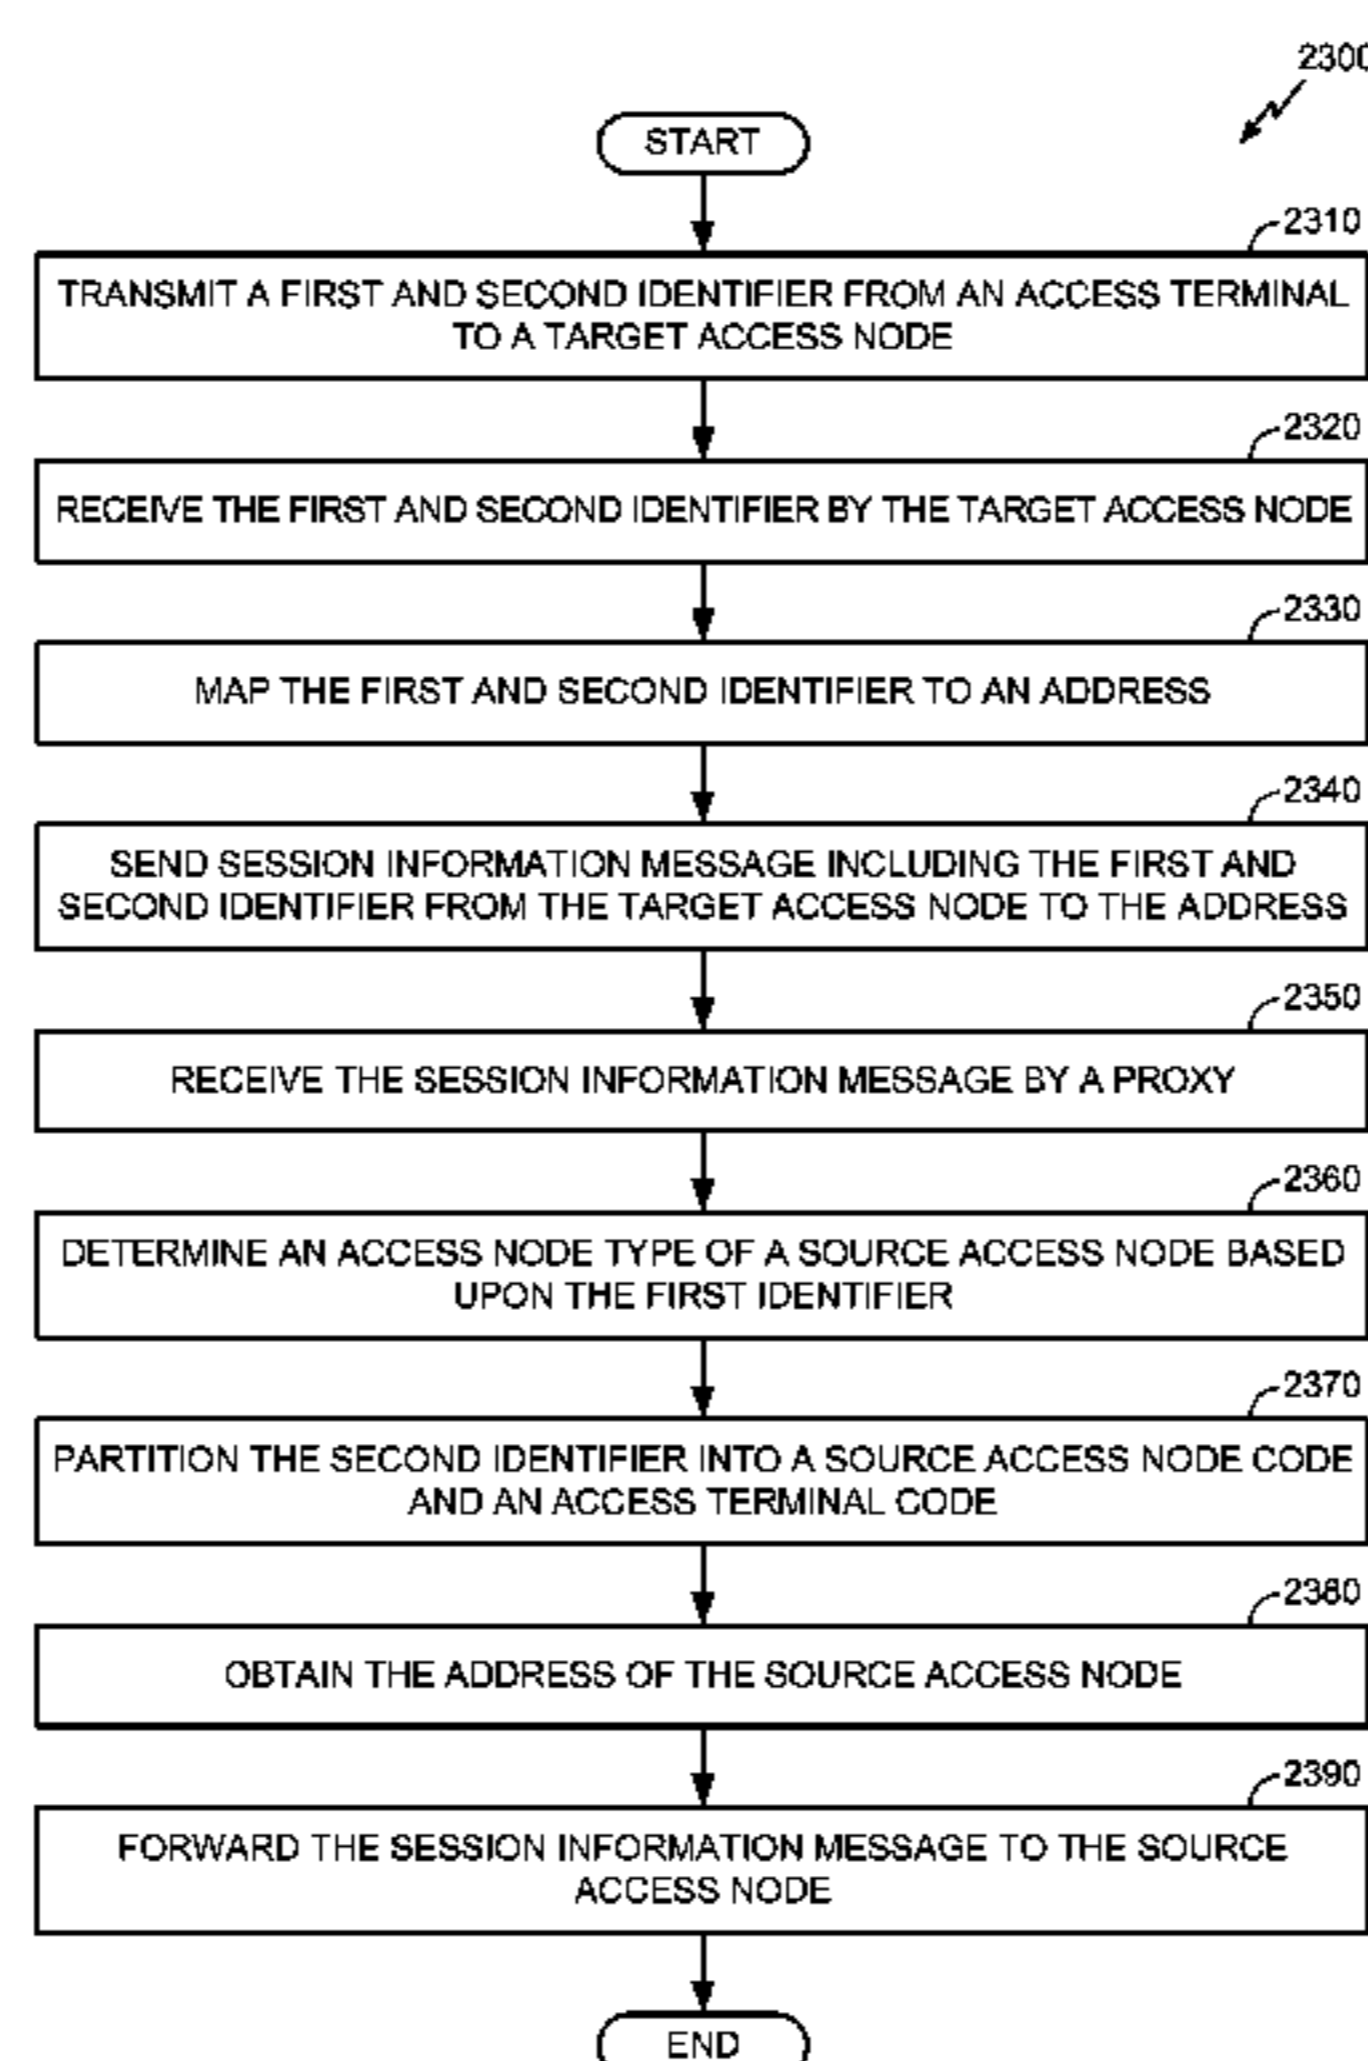 2300
START
2310
TRANSMIT A FIRST AND SECOND IDENTIFIER FROM AN ACCESS TERMINAL
TO A TARGET ACCESS NODE
2320
RECEIVE THE FIRST AND SECOND IDENTIFIER BY THE TARGET ACCESS NODE
2330
MAP THE FIRST AND SECOND IDENTIFIER TO AN ADDRESS
2340
SEND SESSION INFORMATION MESSAGE INCLUDING THE FIRST AND
SECOND IDENTIFIER FROM THE TARGET ACCESS NODE TO THE ADDRESS
2350
RECEIVE THE SESSION INFORMATION MESSAGE BY A PROXY
2360
DETERMINE AN ACCESS NODE TYPE OF A SOURCE ACCESS NODE BASED
UPON THE FIRST IDENTIFIER
2370
PARTITION THE SECOND IDENTIFIER INTO A SOURCE ACCESS NODE CODE
AND AN ACCESS TERMINAL CODE
2380
OBTAIN THE ADDRESS OF THE SOURCE ACCESS NODE
2390
FORWARD THE SESSION INFORMATION MESSAGE TO THE SOURCE
ACCESS NODE
END